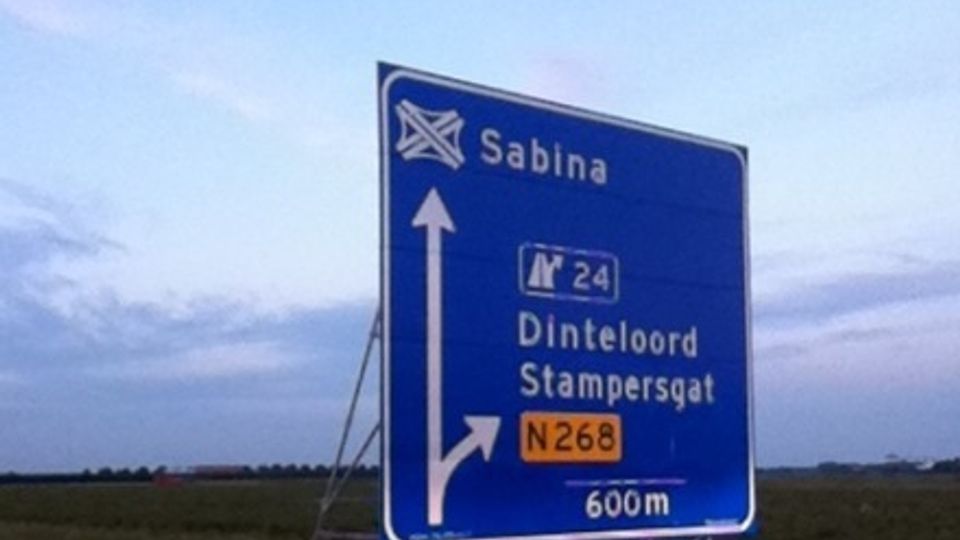 Sabina
24
Dinteloord
Stampersgat
N268
600m